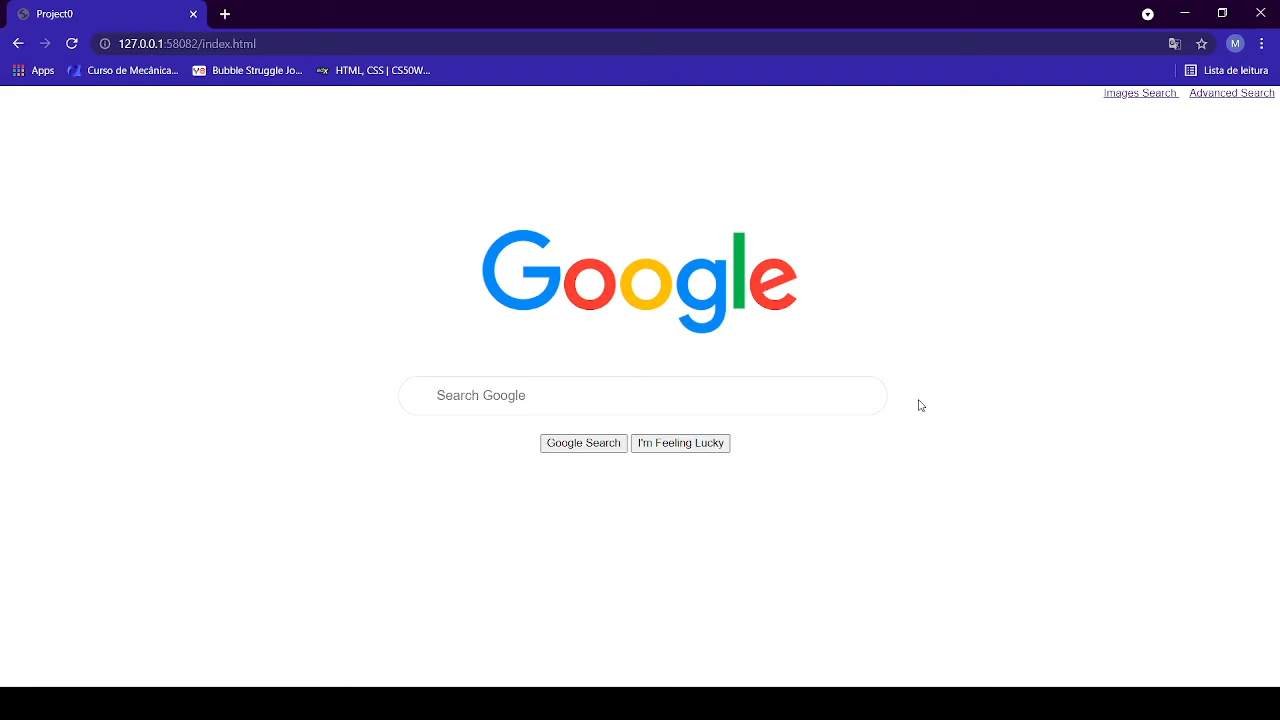 Project0
127.0.0.1:58082/index.html
M
Apps
Curso de Mecânica...
Bubble Struggle Jo...
edX
HTML, CSS | CS50W...
Lista de leitura
Images Search
Advanced Search
Google
Search Google
Google Search
I'm Feeling Lucky